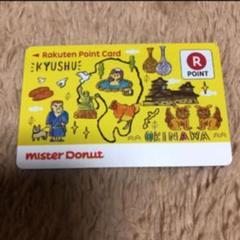 Rakuten Point Card
KYUSHU
R
POINT
OKINAWA
mister Donut